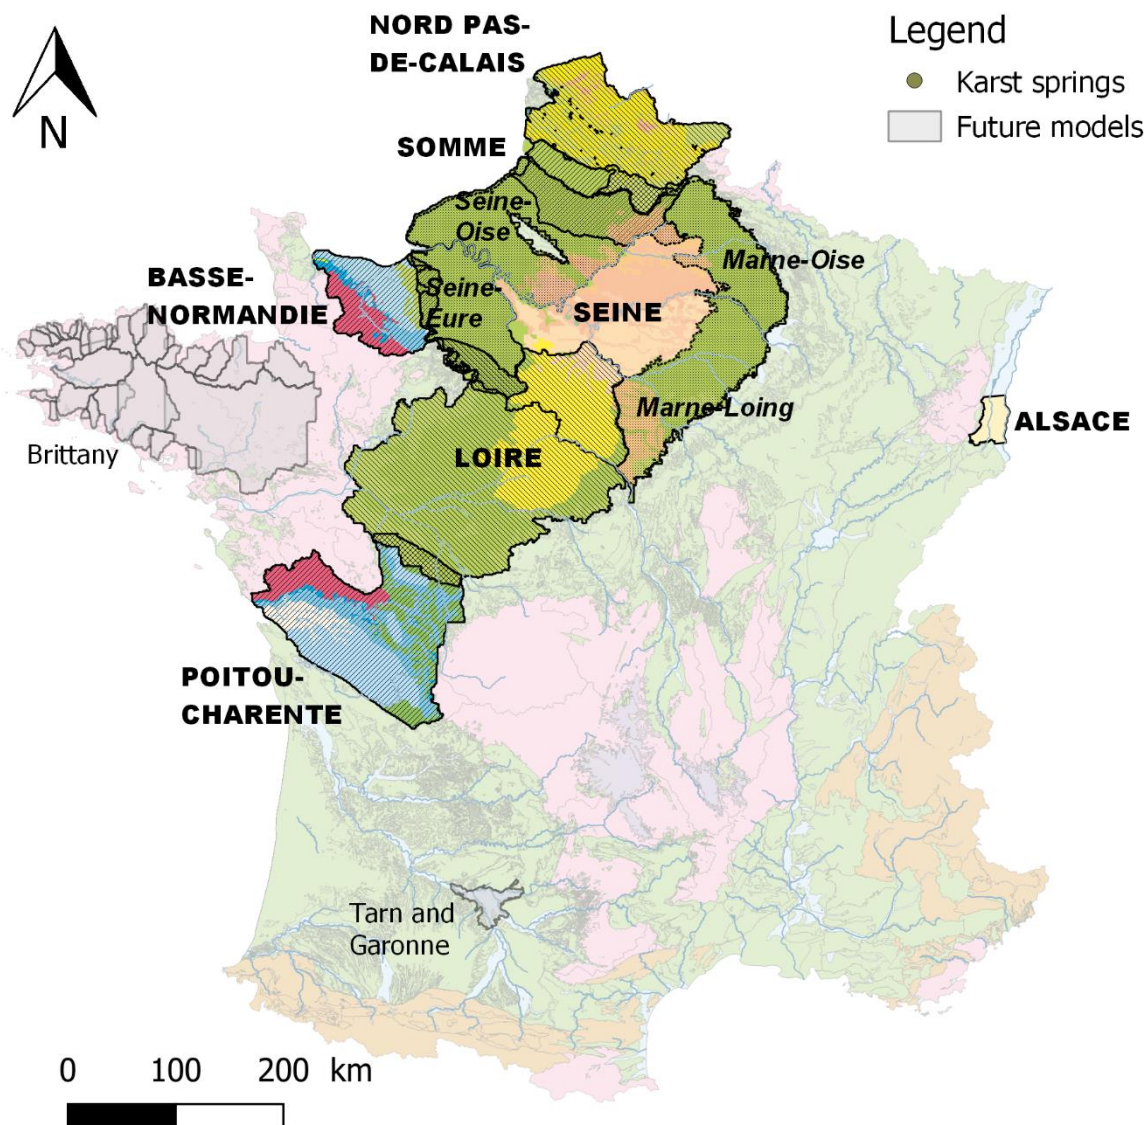 NORD PAS-
DE-CALAIS
Legend
Karst springs
Future models
N
SOMME
Seine-
Oise
Marne-Oise
BASSE-
NORMANDIE
Seine-
Eure
SEINE
Marne-Loing
ALSACE
Brittany
LOIRE
POITOU-
CHARENTE
Tarn and
Garonne
0 100 200 km